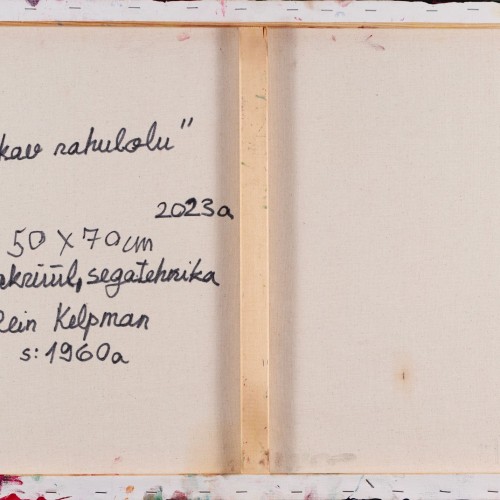 kav rahulolu"
2023a
50 x 70cm
krüül, segatehnika
ein Kelpman
s: 1960a